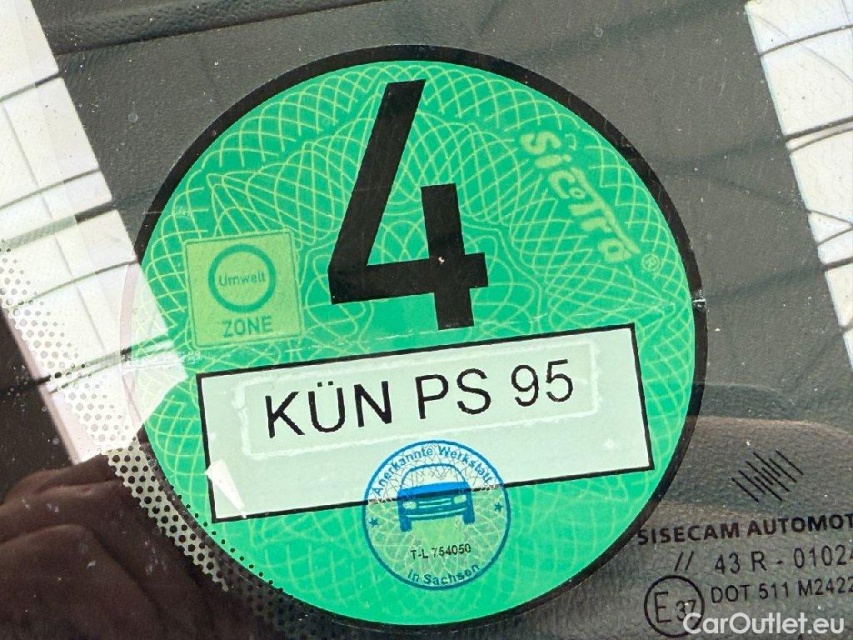 4
SicoTra®
Umwelt
ZONE
KÜN PS 95
Anerkannte Werkstatt
T-L 754050
in Sachsen
SISECAM AUTOMOT
// 43 R - 01024
E 37
DOT 511 M2422
CarOutlet.eu